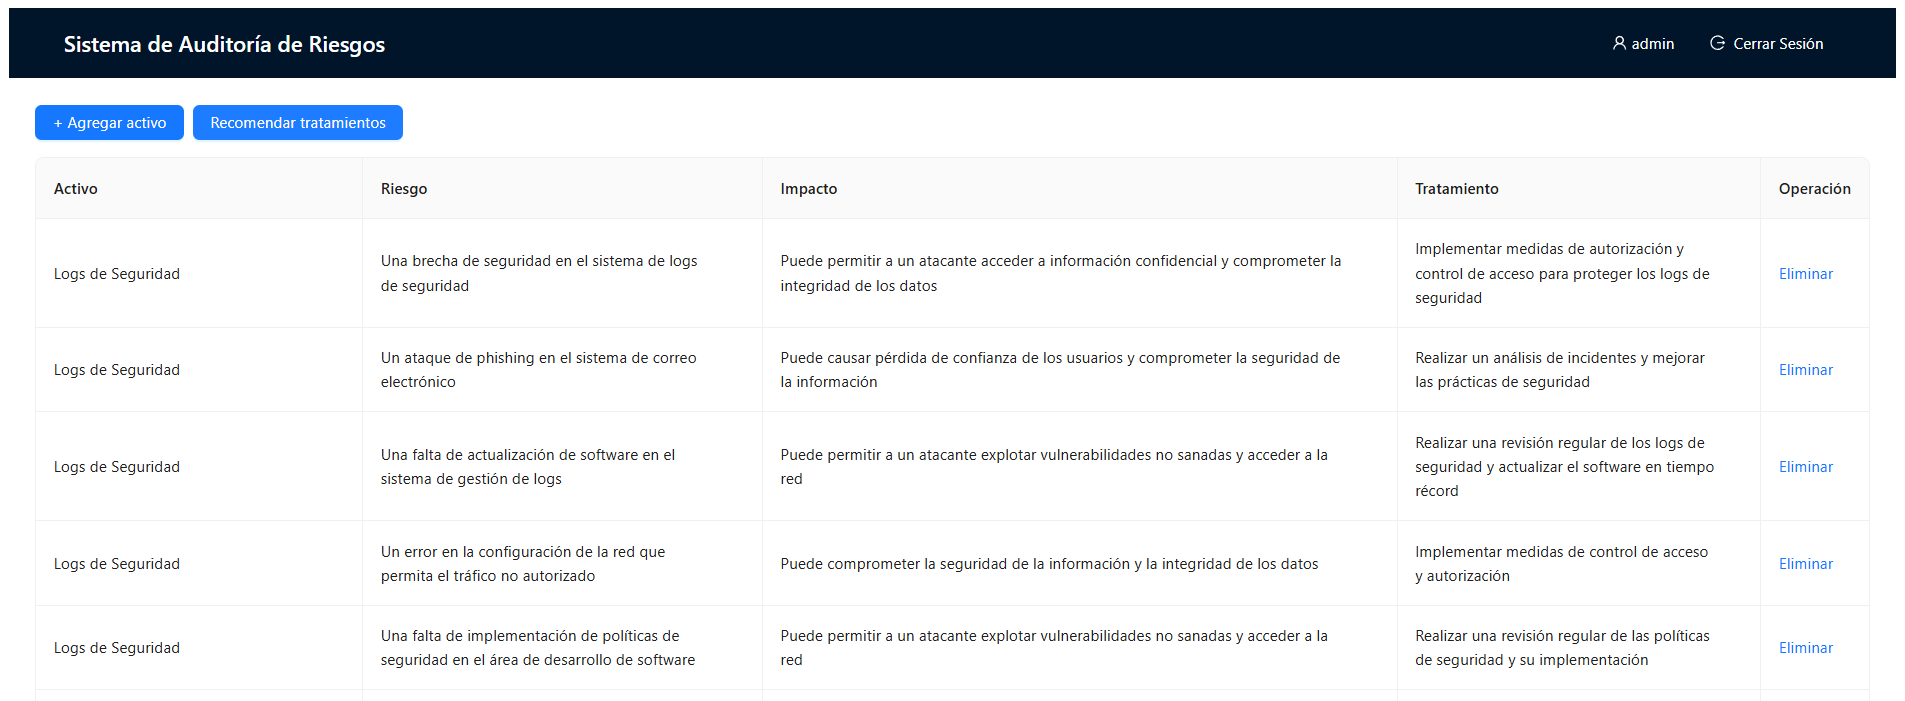 Sistema de Auditoría de Riesgos
admin
Cerrar Sesión
+ Agregar activo
Recomendar tratamientos
Activo
Riesgo
Impacto
Tratamiento
Operación
Logs de Seguridad
Una brecha de seguridad en el sistema de logs
de seguridad
Puede permitir a un atacante acceder a información confidencial y comprometer la
integridad de los datos
Implementar medidas de autorización y
control de acceso para proteger los logs de
seguridad
Eliminar
Logs de Seguridad
Un ataque de phishing en el sistema de correo
electrónico
Puede causar pérdida de confianza de los usuarios y comprometer la seguridad de
la información
Realizar un análisis de incidentes y mejorar
las prácticas de seguridad
Eliminar
Logs de Seguridad
Una falta de actualización de software en el
sistema de gestión de logs
Puede permitir a un atacante explotar vulnerabilidades no sanadas y acceder a la
red
Realizar una revisión regular de los logs de
seguridad y actualizar el software en tiempo
récord
Eliminar
Logs de Seguridad
Un error en la configuración de la red que
permita el tráfico no autorizado
Puede comprometer la seguridad de la información y la integridad de los datos
Implementar medidas de control de acceso
y autorización
Eliminar
Logs de Seguridad
Una falta de implementación de políticas de
seguridad en el área de desarrollo de software
Puede permitir a un atacante explotar vulnerabilidades no sanadas y acceder a la
red
Realizar una revisión regular de las políticas
de seguridad y su implementación
Eliminar